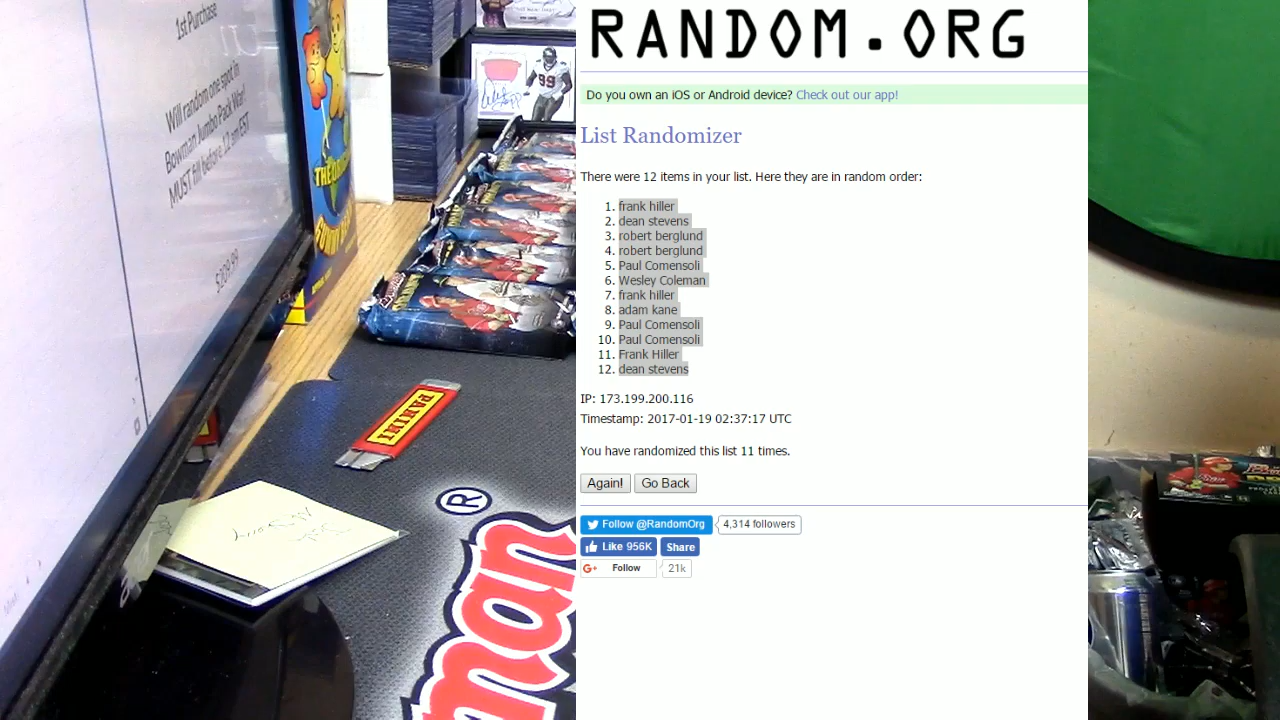 1st Purchase
Will random one spot in
Bowman Jumbo Pack War!
MUST fill before 12 am EST
$209.99
99
PANINI
®
man
RANDOM.ORG
Do you own an iOS or Android device? Check out our app!
List Randomizer
There were 12 items in your list. Here they are in random order:
1. frank hiller
2. dean stevens
3. robert berglund
4. robert berglund
5. Paul Comensoli
6. Wesley Coleman
7. frank hiller
8. adam kane
9. Paul Comensoli
10. Paul Comensoli
11. Frank Hiller
12. dean stevens
IP: 173.199.200.116
Timestamp: 2017-01-19 02:37:17 UTC
You have randomized this list 11 times.
Again! Go Back
Follow @RandomOrg 4,314 followers
Like 956K Share
G+ Follow 21k